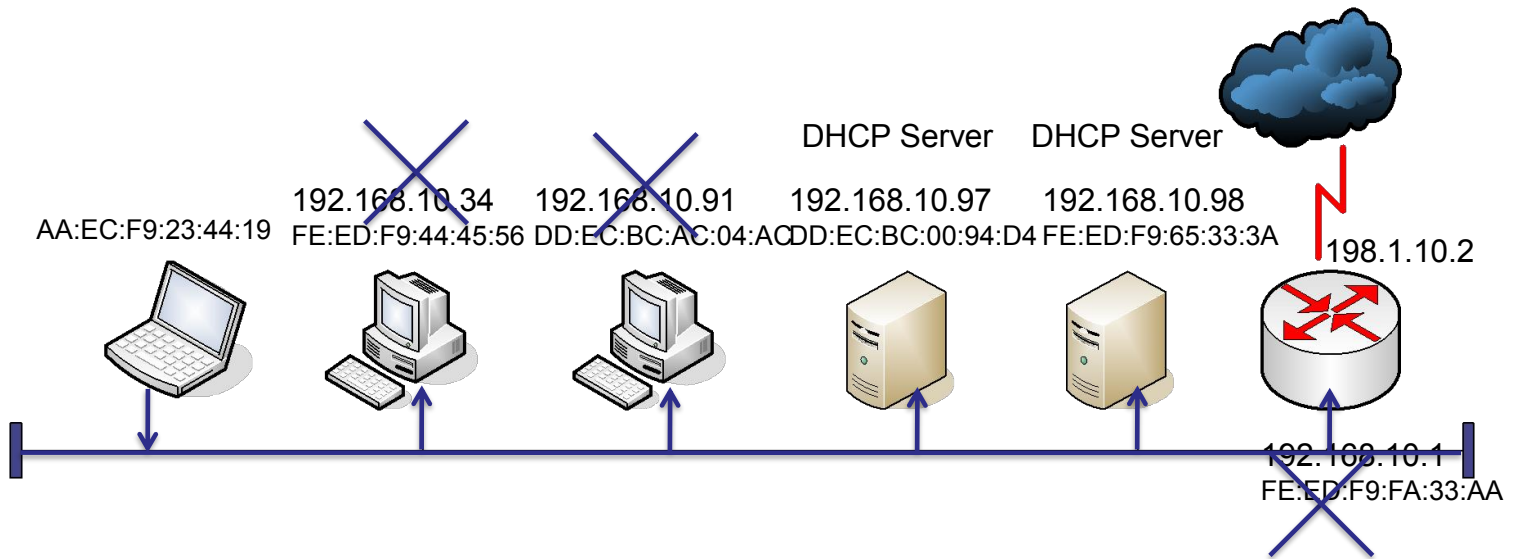 DHCP Server
DHCP Server
AA:EC:F9:23:44:19
192.168.10.34
FE:ED:F9:44:45:56
192.168.10.91
DD:EC:BC:AC:04:AC
192.168.10.97
DD:EC:BC:00:94:D4
192.168.10.98
FE:ED:F9:65:33:3A
198.1.10.2
192.168.10.1
FE:ED:F9:FA:33:AA